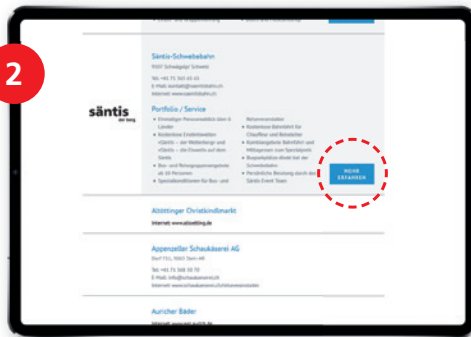 2
Säntis-Schwebebahn
9107 Schwägalp/ Schweiz
Tel. +41 71 365 65 65
E-Mail: kontakt@saentisbahn.ch
Internet: www.saentisbahn.ch
säntis
der berg
Portfolio / Service
• Ehemaliger Personenaktiv über 6
Länder
• Kostenlose Einzeltreten
«Säntis – der Wetterberg» und
«Säntis – die Eiswelt» auf dem
Säntis
• Bus- und Reisegruppenangebote
ab 10 Personen
• Spezialkonditionen für Bus- und
Reiseveranstalter
• Kostenlose Bahnfahrt für
Chauffeur und Reiseleiter
• Kombiangebote Bahnfahrt und
Mittagessen zum Spezialpreis
• Busparkplätze direkt bei der
Schwebebahn
• Persönliche Beratung durch das
Säntis Event Team
MEHR
ERFAHREN
Altöttinger Christkindlmarkt
Internet: www.altoetting.de
Appenzeller Schaukäserei AG
Dorf 711, 9063 Stein AR
Tel. +41 71 368 50 70
E-Mail: info@schaukaeserei.ch
Auricher Bäder